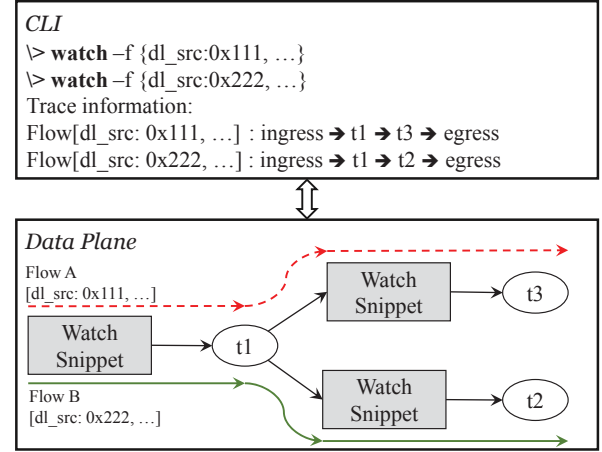 CLI
\> watch –f {dl_src:0x111, …}
\> watch –f {dl_src:0x222, …}
Trace information:
Flow[dl_src: 0x111, …] : ingress ➔ t1 ➔ t3 ➔ egress
Flow[dl_src: 0x222, …] : ingress ➔ t1 ➔ t2 ➔ egress
Data Plane
Flow A
[dl_src: 0x111, …]
Watch
Snippet
t3
Watch
Snippet
t1
Flow B
[dl_src: 0x222, …]
Watch
Snippet
t2